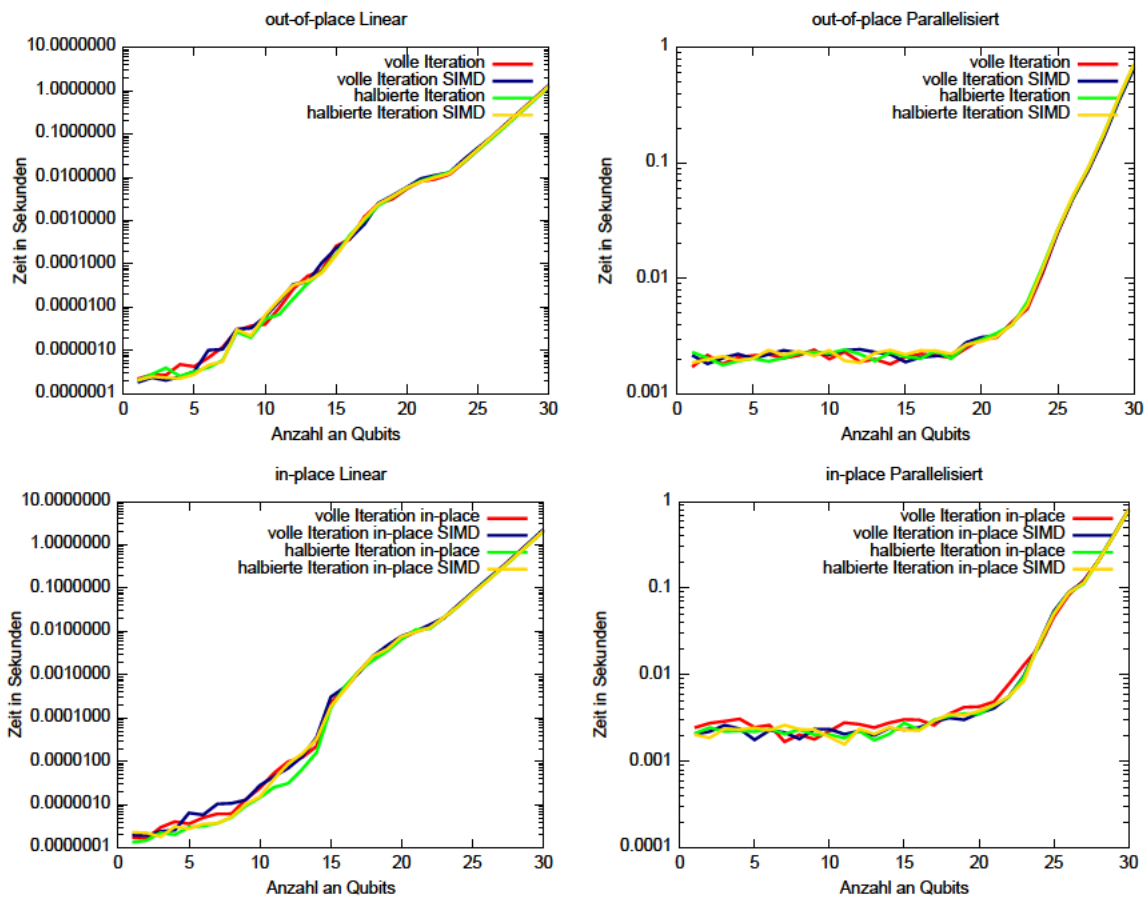 out-of-place Linear
10.0000000
1.0000000
0.1000000
0.0100000
0.0010000
0.0001000
0.0000100
0.0000010
0.0000001
0 5 10 15 20 25 30
Zeit in Sekunden
Anzahl an Qubits
volle Iteration
volle Iteration SIMD
halbierte Iteration
halbierte Iteration SIMD
out-of-place Parallelisiert
1
0.1
0.01
0.001
0 5 10 15 20 25 30
Zeit in Sekunden
Anzahl an Qubits
volle Iteration
volle Iteration SIMD
halbierte Iteration
halbierte Iteration SIMD
in-place Linear
10.0000000
1.0000000
0.1000000
0.0100000
0.0010000
0.0001000
0.0000100
0.0000010
0.0000001
0 5 10 15 20 25 30
Zeit in Sekunden
Anzahl an Qubits
volle Iteration in-place
volle Iteration in-place SIMD
halbierte Iteration in-place
halbierte Iteration in-place SIMD
in-place Parallelisiert
1
0.1
0.01
0.001
0.0001
0 5 10 15 20 25 30
Zeit in Sekunden
Anzahl an Qubits
volle Iteration in-place
volle Iteration in-place SIMD
halbierte Iteration in-place
halbierte Iteration in-place SIMD